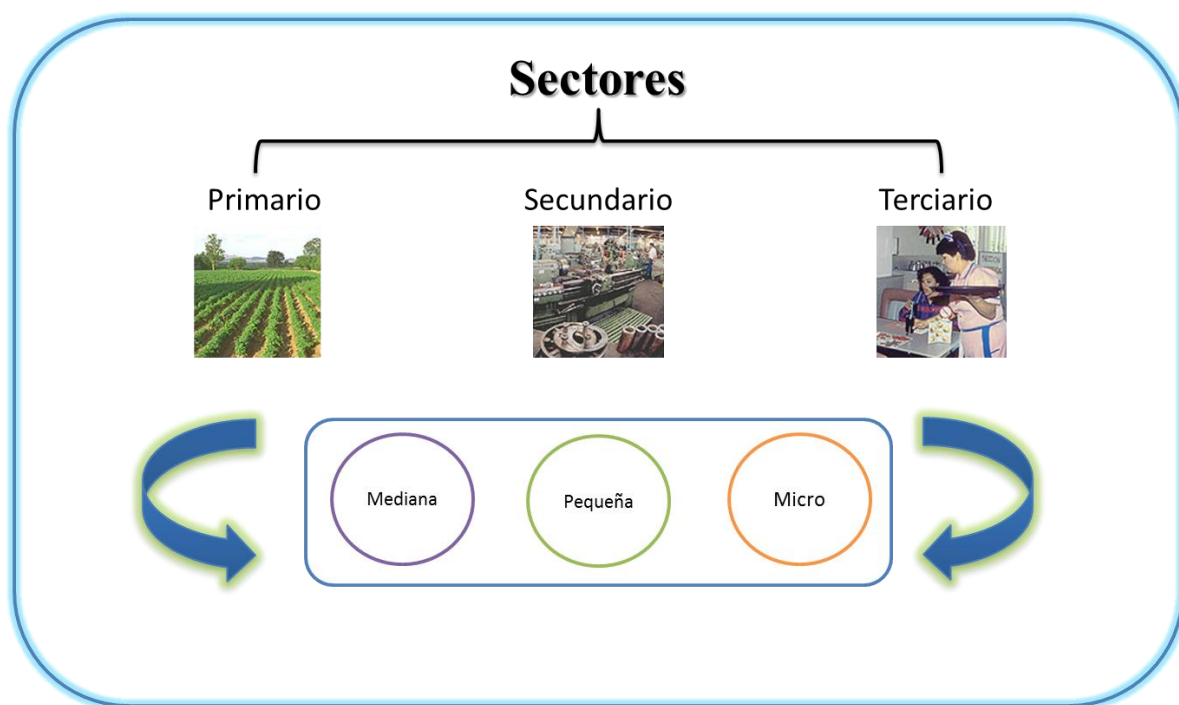 Sectores
Primario
Secundario
Terciario
Mediana
Pequeña
Micro